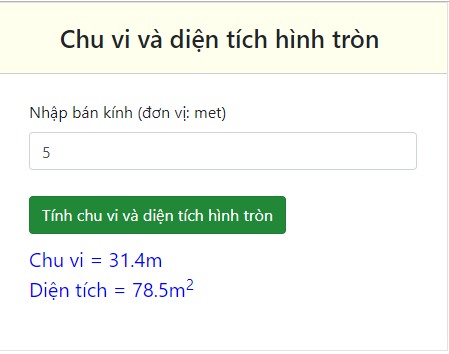 Chu vi và diện tích hình tròn
Nhập bán kính (đơn vị: met)
5
Tính chu vi và diện tích hình tròn
Chu vi = 31.4m
Diện tích = 78.5m²